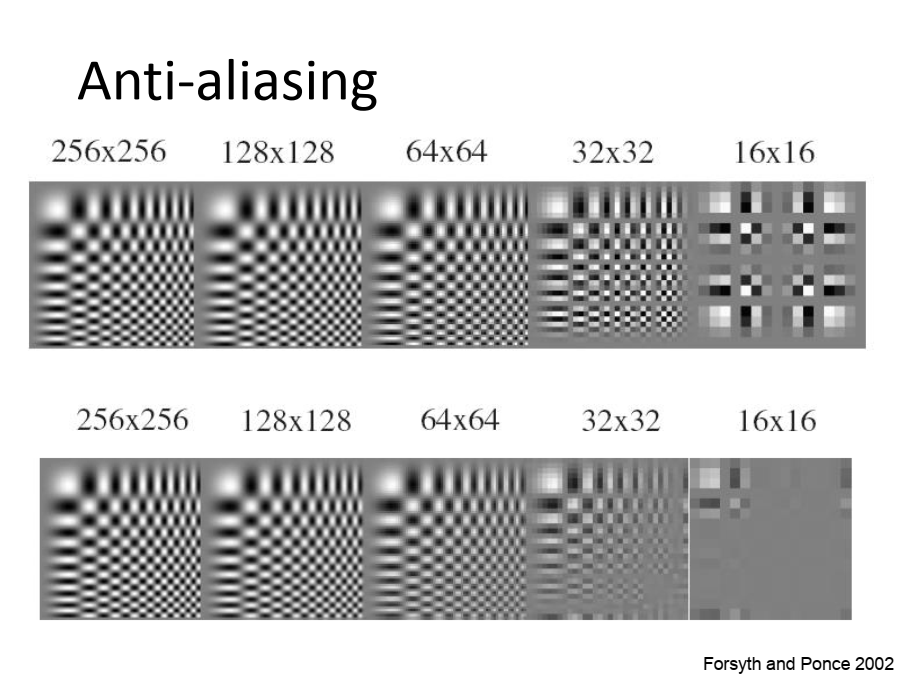 Anti-aliasing
256x256 128x128 64x64 32x32 16x16
256x256 128x128 64x64 32x32 16x16
Forsyth and Ponce 2002